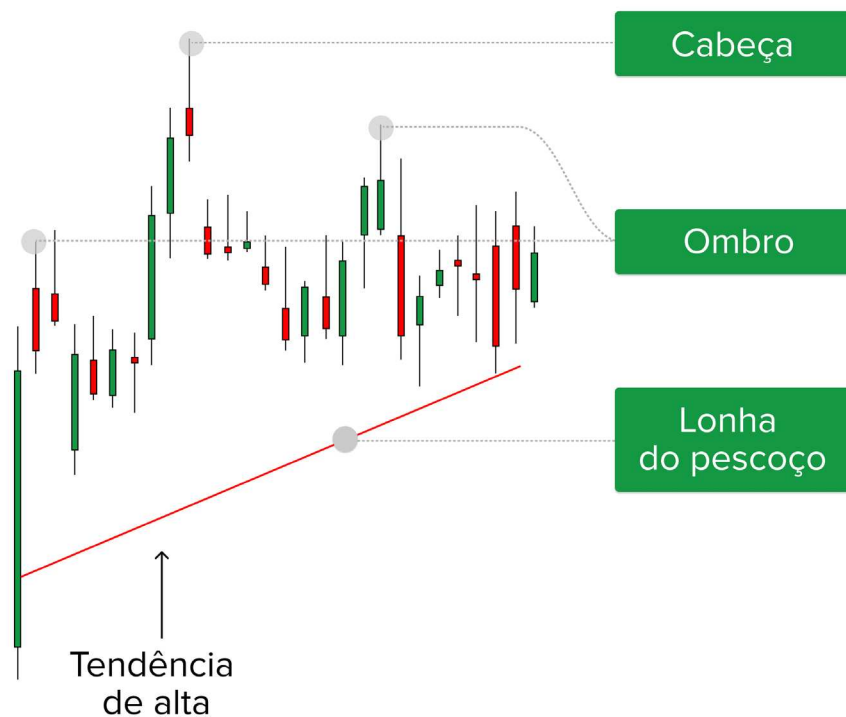 Cabeça
Ombro
Lonha
do pescoço
Tendência
de alta